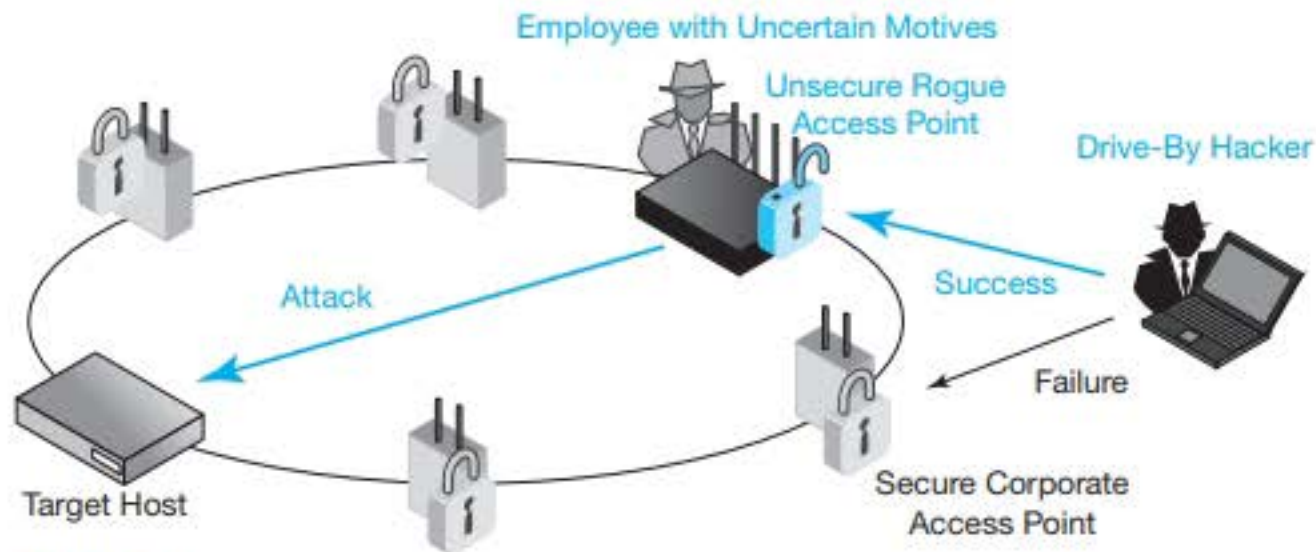 Employee with Uncertain Motives
Unsecure Rogue
Access Point
Drive-By Hacker
Attack
Success
Failure
Target Host
Secure Corporate
Access Point